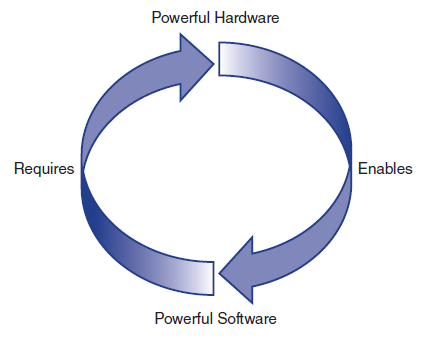 Powerful Hardware
Requires
Enables
Powerful Software